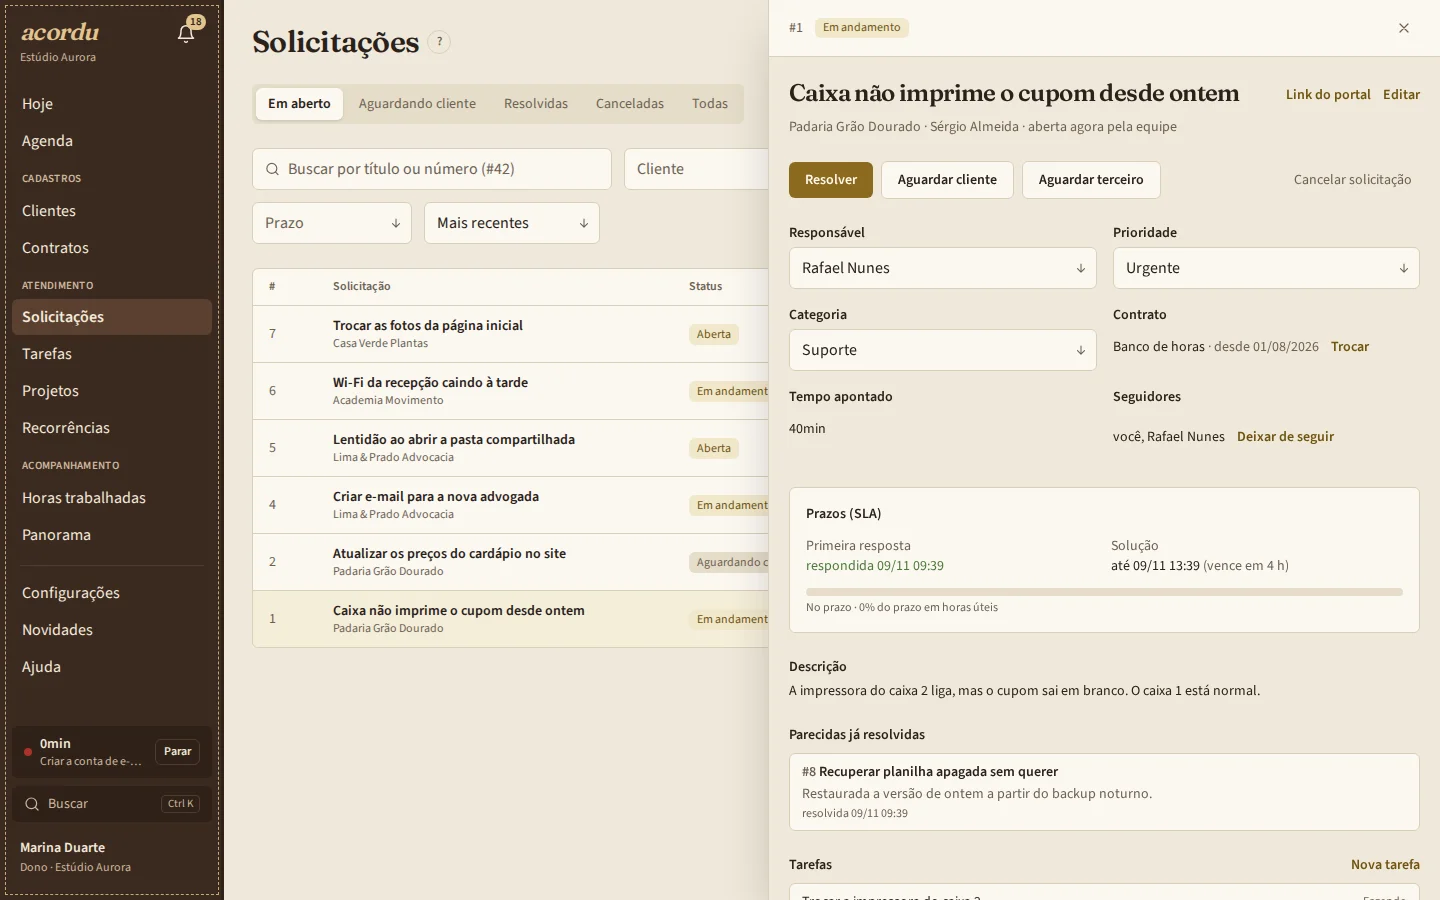 acordu
18
Estúdio Aurora
Hoje
Agenda
CADASTROS
Clientes
Contratos
ATENDIMENTO
Solicitações
Tarefas
Projetos
Recorrências
ACOMPANHAMENTO
Horas trabalhadas
Panorama
Configurações
Novidades
Ajuda
0min
Criar a conta de e-…
Parar
Buscar
Ctrl K
Marina Duarte
Dono · Estúdio Aurora
Solicitações ?
Em aberto Aguardando cliente Resolvidas Canceladas Todas
Buscar por título ou número (#42)
Cliente
Prazo
Mais recentes
# Solicitação Status
7 Trocar as fotos da página inicial Aberta
Casa Verde Plantas
6 Wi-Fi da recepção caindo à tarde Em andament
Academia Movimento
5 Lentidão ao abrir a pasta compartilhada Aberta
Lima & Prado Advocacia
4 Criar e-mail para a nova advogada Em andament
Lima & Prado Advocacia
2 Atualizar os preços do cardápio no site Aguardando c
Padaria Grão Dourado
1 Caixa não imprime o cupom desde ontem Em andament
Padaria Grão Dourado
#1 Em andamento
Caixa não imprime o cupom desde ontem
Link do portal Editar
Padaria Grão Dourado · Sérgio Almeida · aberta agora pela equipe
Resolver Aguardar cliente Aguardar terceiro Cancelar solicitação
Responsável Prioridade
Rafael Nunes Urgente
Categoria Contrato
Suporte Banco de horas · desde 01/08/2026 Trocar
Tempo apontado Seguidores
40min você, Rafael Nunes Deixar de seguir
Prazos (SLA)
Primeira resposta Solução
respondida 09/11 09:39 até 09/11 13:39 (vence em 4 h)
No prazo · 0% do prazo em horas úteis
Descrição
A impressora do caixa 2 liga, mas o cupom sai em branco. O caixa 1 está normal.
Parecidas já resolvidas
#8 Recuperar planilha apagada sem querer
Restaurada a versão de ontem a partir do backup noturno.
resolvida 09/11 09:39
Tarefas Nova tarefa